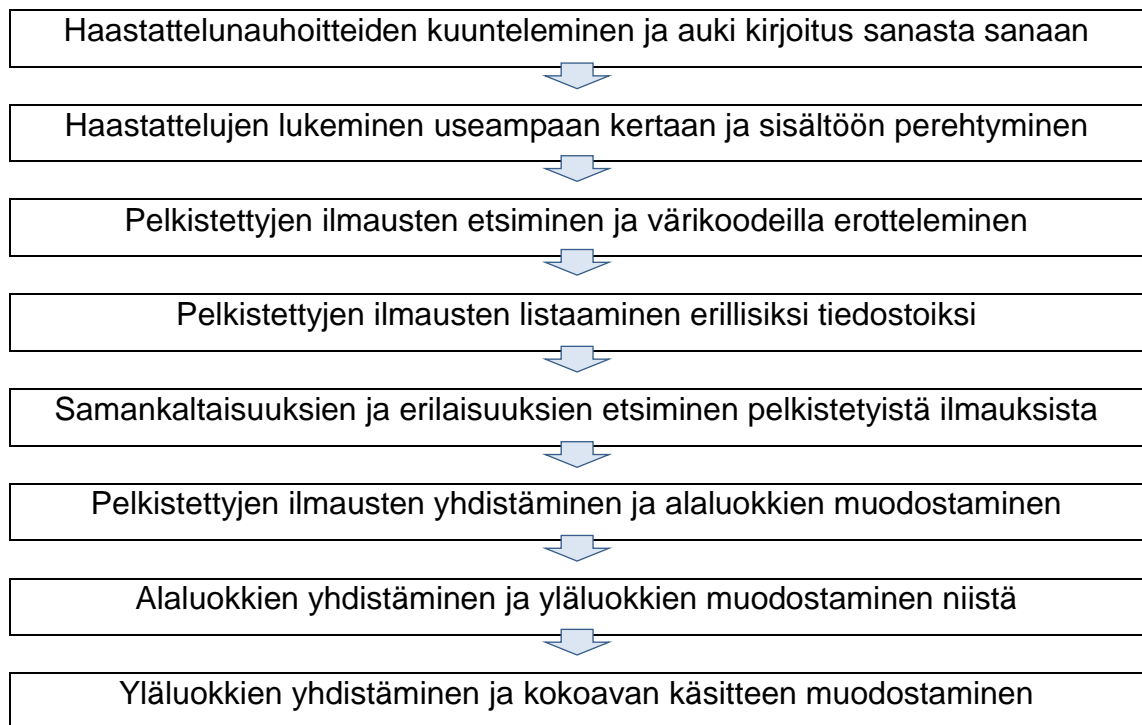 Haastattelunauhoitteiden kuunteleminen ja auki kirjoitus sanasta sanaan
Haastattelujen lukeminen useampaan kertaan ja sisältöön perehtyminen
Pelkistettyjen ilmausten etsiminen ja värikoodeilla erotteleminen
Pelkistettyjen ilmausten listaaminen erillisiksi tiedostoiksi
Samankaltaisuuksien ja erilaisuuksien etsiminen pelkistetyistä ilmauksista
Pelkistettyjen ilmausten yhdistäminen ja alaluokkien muodostaminen
Alaluokkien yhdistäminen ja yläluokkien muodostaminen niistä
Yläluokkien yhdistäminen ja kokoavan käsitteen muodostaminen